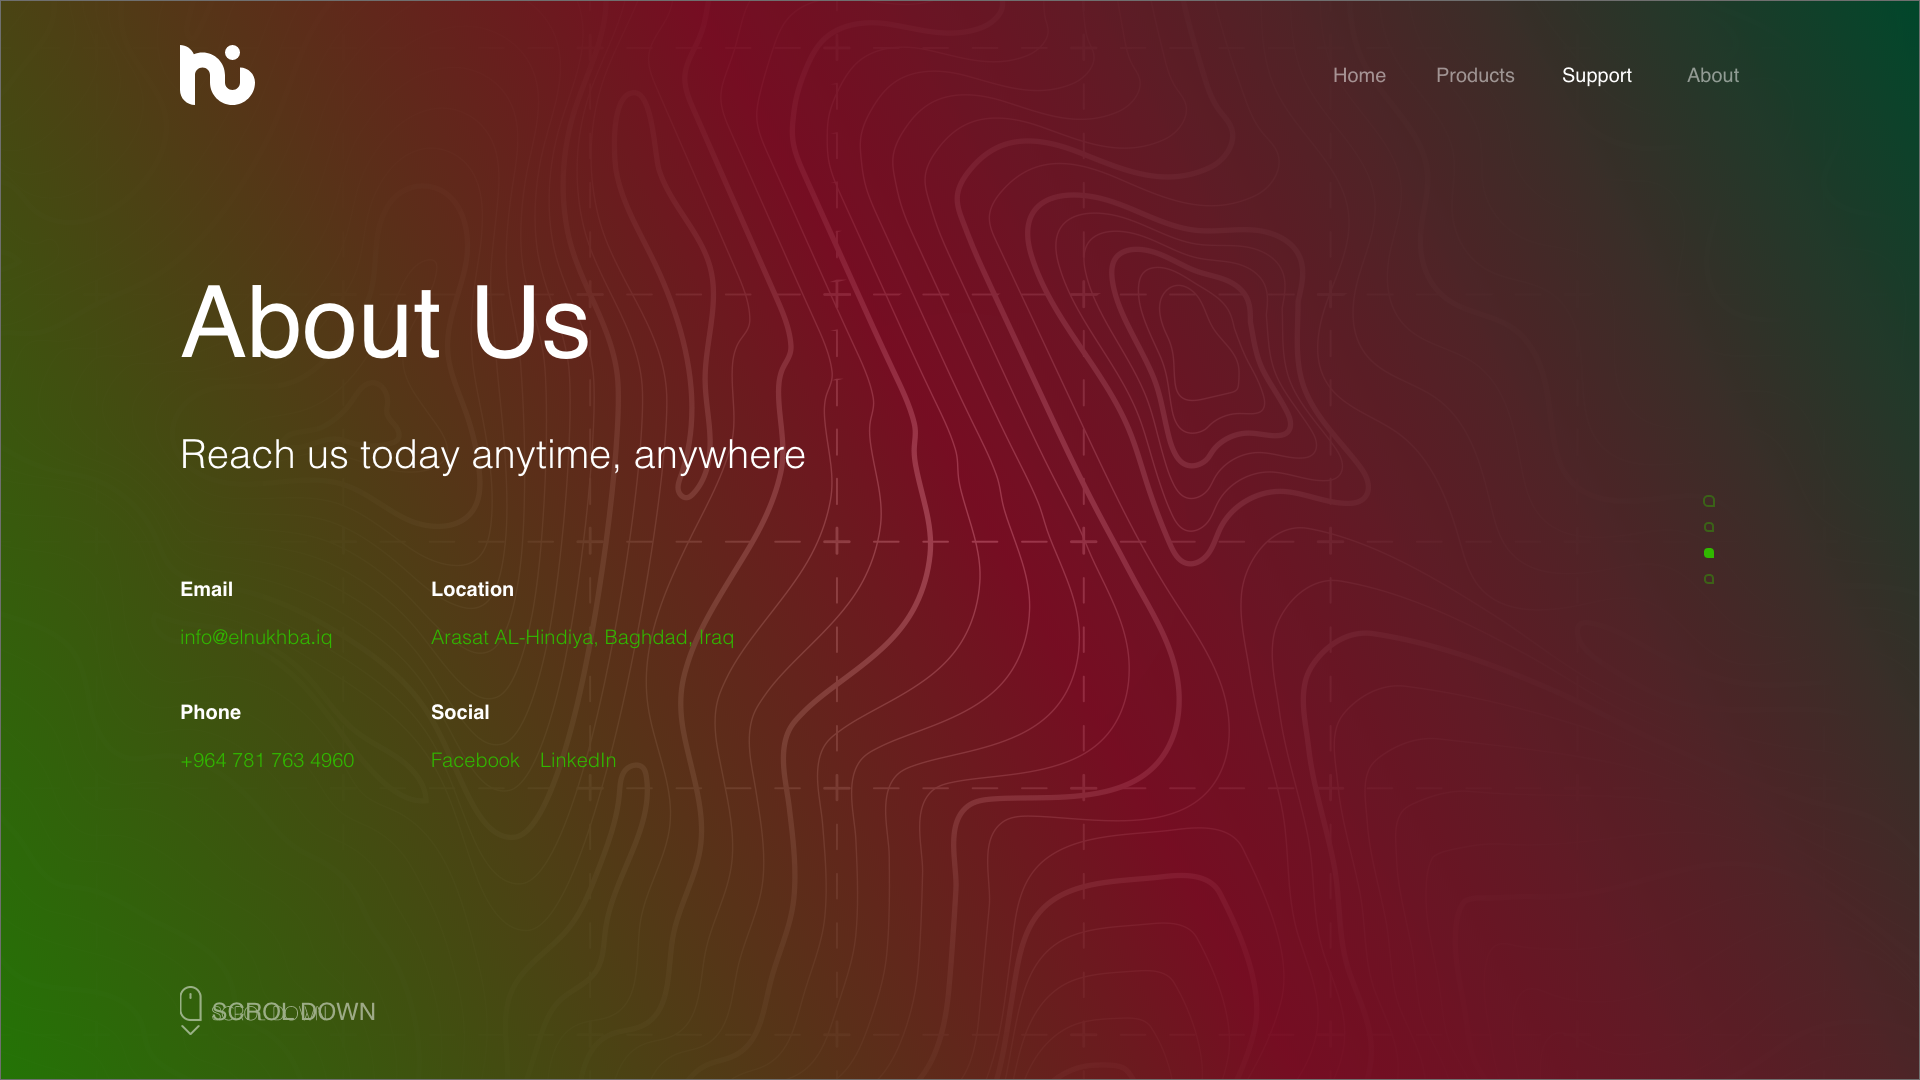 Home Products Support About
About Us
Reach us today anytime, anywhere
Email Location
info@elnukhba.iq Arasat AL-Hindiya, Baghdad, Iraq
Phone Social
+964 781 763 4960 Facebook LinkedIn
SCROL DOWN